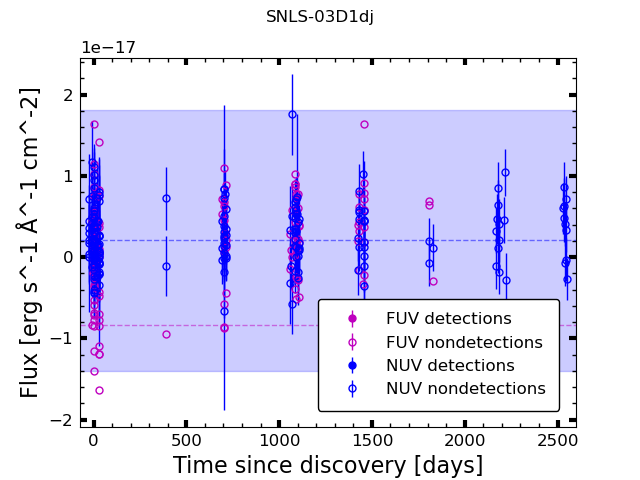 SNLS-03D1dj
1e−17
Flux [erg s^-1 Å^-1 cm^-2]
2
1
0
−1
−2
FUV detections
FUV nondetections
NUV detections
NUV nondetections
0 500 1000 1500 2000 2500
Time since discovery [days]